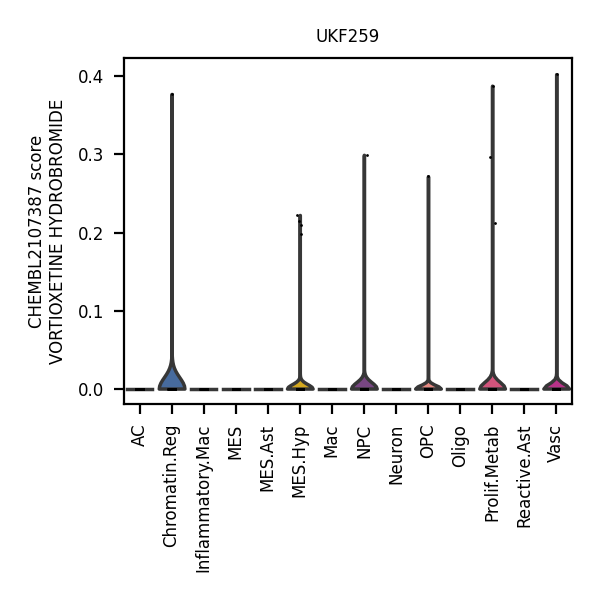 UKF259
CHEMBL2107387 score
VORTIOXETINE HYDROBROMIDE
0.4
0.3
0.2
0.1
0.0
AC
Chromatin.Reg
Inflammatory.Mac
MES
MES.Ast
MES.Hyp
Mac
NPC
Neuron
OPC
Oligo
Prolif.Metab
Reactive.Ast
Vasc